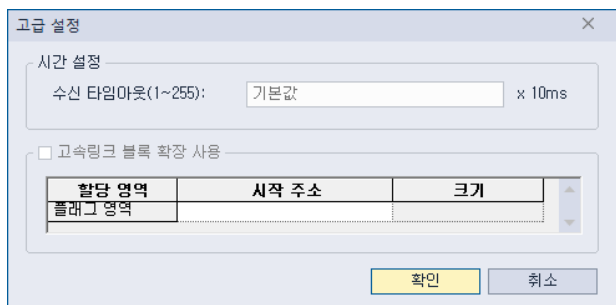 고급 설정
시간 설정
수신 타임아웃(1~255): 기본값 x 10ms
고속링크 블록 확장 사용
할당 영역 시작 주소 크기
플래그 영역
확인 취소